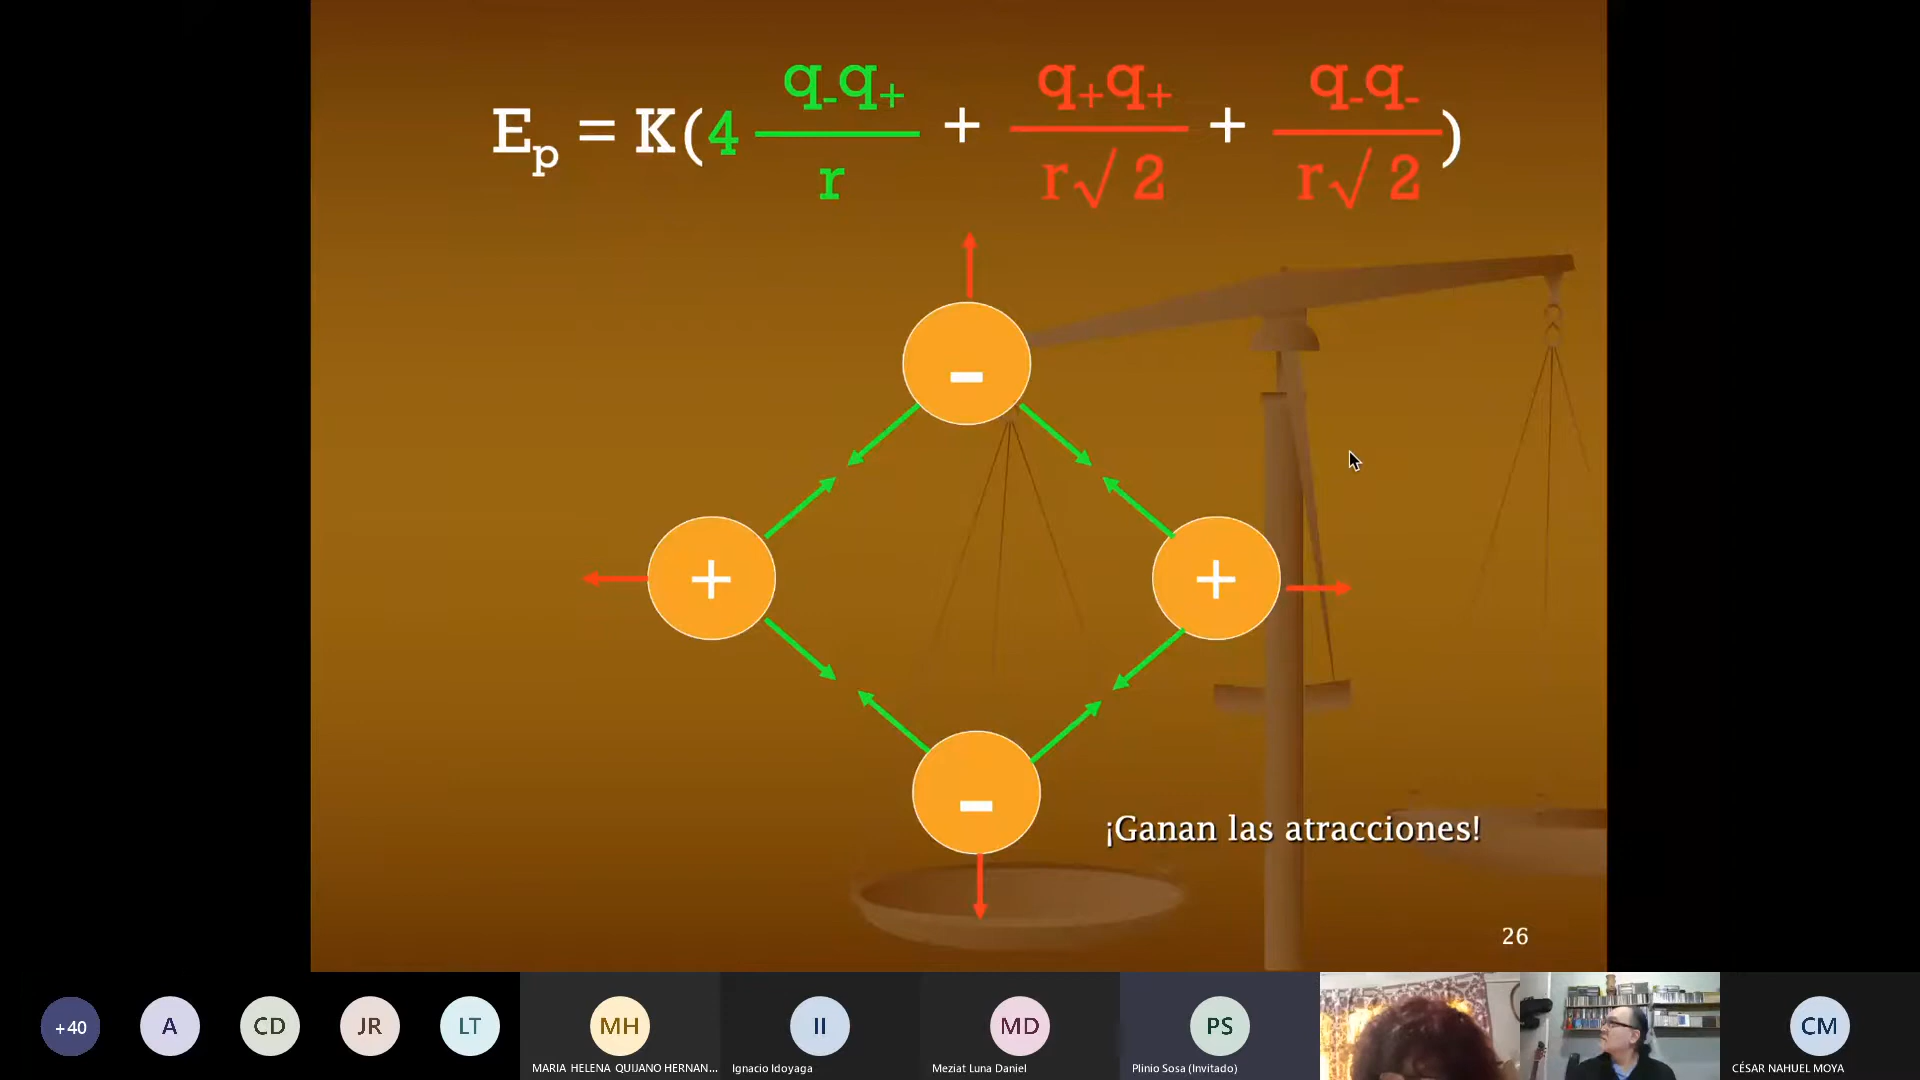 Eₚ = K(4 q₋q₊/r + q₊q₊/r√2 + q₋q₋/r√2)
-
+ +
-
¡Ganan las atracciones!
26
+40 A CD JR LT MH II MD PS CM
MARIA HELENA QUIJANO HERNAN... Ignacio Idoyaga Meziat Luna Daniel Plinio Sosa (Invitado) CÉSAR NAHUEL MOYA